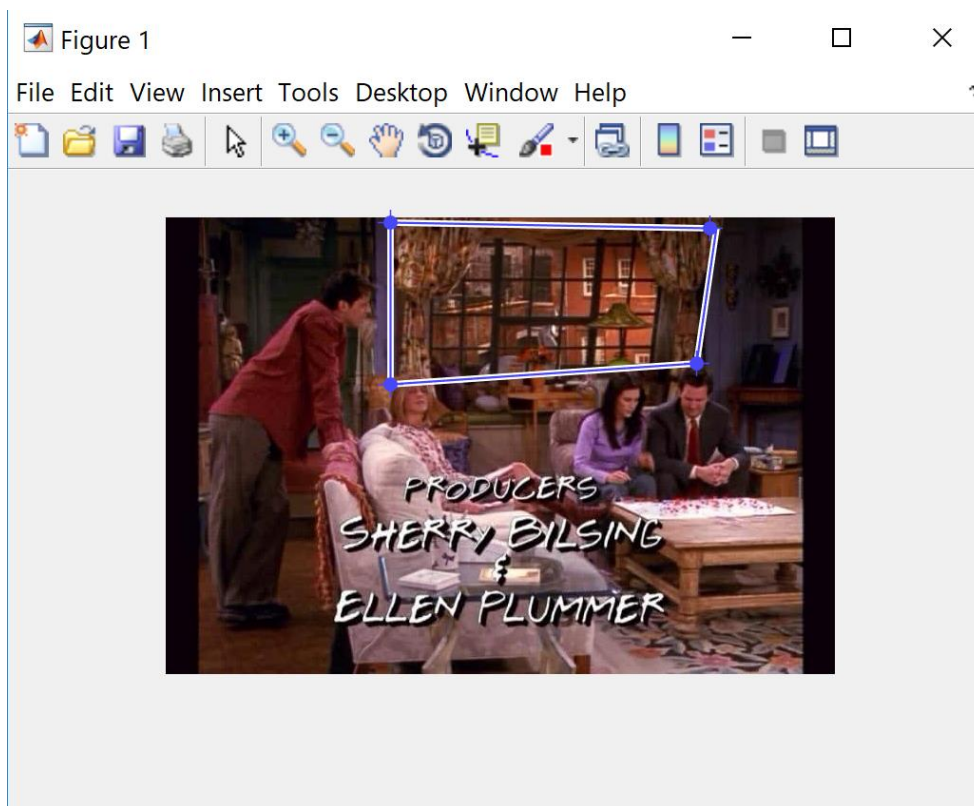 Figure 1
File Edit View Insert Tools Desktop Window Help
PRODUCERS
SHERRY BILSING
&
ELLEN PLUMMER